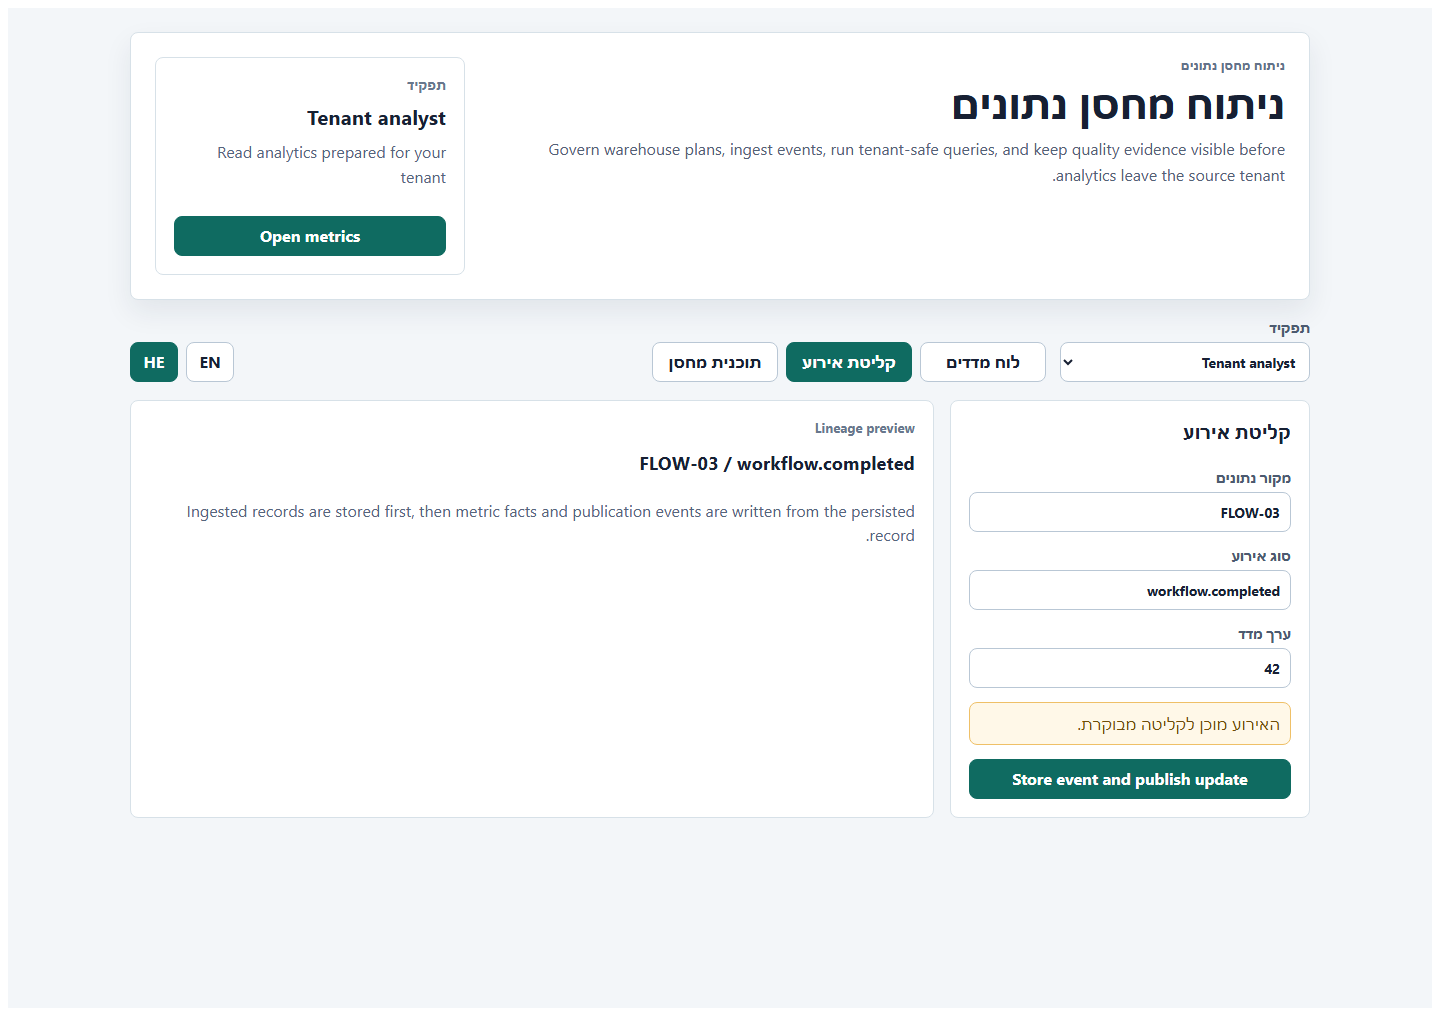 ניתוח מחסן נתונים
ניתוח מחסן נתונים
Govern warehouse plans, ingest events, run tenant-safe queries, and keep quality evidence visible before
analytics leave the source tenant.
תפקיד
Tenant analyst
Read analytics prepared for your
tenant
Open metrics
תפקיד
Tenant analyst
לוח מדדים
קליטת אירוע
תוכנית מחסן
EN
HE
קליטת אירוע
מקור נתונים
FLOW-03
סוג אירוע
workflow.completed
ערך מדד
42
האירוע מוכן לקליטה מבוקרת.
Store event and publish update
Lineage preview
FLOW-03 / workflow.completed
Ingested records are stored first, then metric facts and publication events are written from the persisted
record.